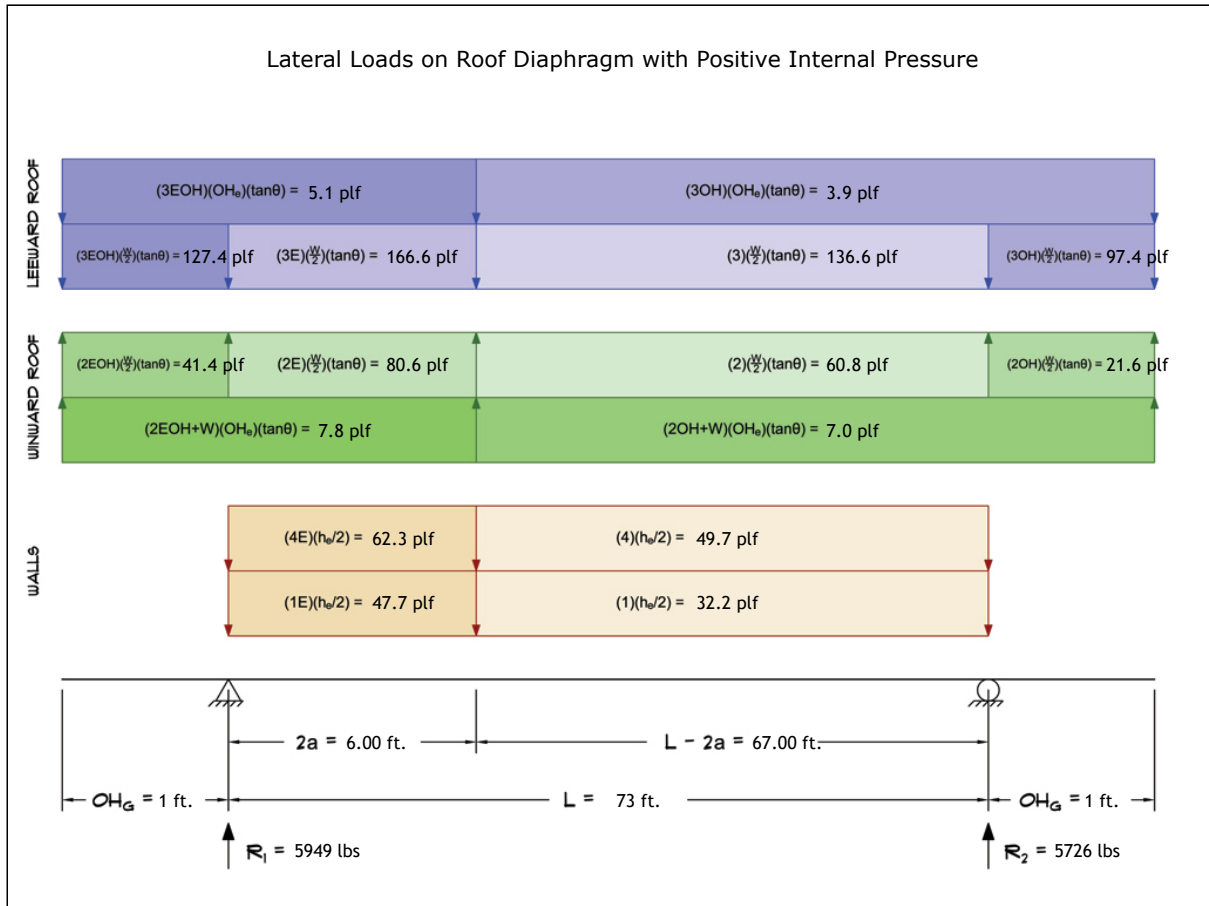 Lateral Loads on Roof Diaphragm with Positive Internal Pressure
LEEWARD ROOF
(3EOH)(OHₑ)(tanθ) = 5.1 plf
(3OH)(OHₑ)(tanθ) = 3.9 plf
(3EOH)(W/2)(tanθ) = 127.4 plf
(3E)(W/2)(tanθ) = 166.6 plf
(3)(W/2)(tanθ) = 136.6 plf
(3OH)(W/2)(tanθ) = 97.4 plf
WINWARD ROOF
(2EOH)(W/2)(tanθ) = 41.4 plf
(2E)(W/2)(tanθ) = 80.6 plf
(2)(W/2)(tanθ) = 60.8 plf
(2OH)(W/2)(tanθ) = 21.6 plf
(2EOH+W)(OHₑ)(tanθ) = 7.8 plf
(2OH+W)(OHₑ)(tanθ) = 7.0 plf
WALLS
(4E)(hₑ/2) = 62.3 plf
(4)(hₑ/2) = 49.7 plf
(1E)(hₑ/2) = 47.7 plf
(1)(hₑ/2) = 32.2 plf
2a = 6.00 ft.
L - 2a = 67.00 ft.
OHG = 1 ft.
L = 73 ft.
OHG = 1 ft.
R₁ = 5949 lbs
R₂ = 5726 lbs